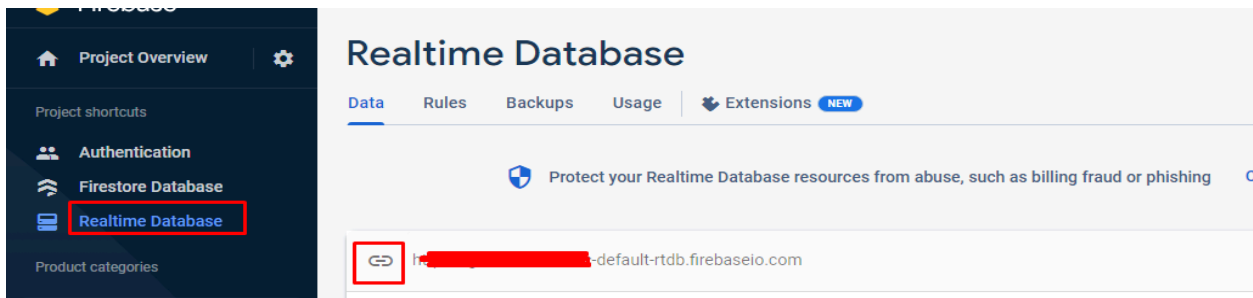 Project Overview
Project shortcuts
Authentication
Firestore Database
Realtime Database
Product categories
Realtime Database
Data Rules Backups Usage Extensions NEW
Protect your Realtime Database resources from abuse, such as billing fraud or phishing
-default-rtdb.firebaseio.com